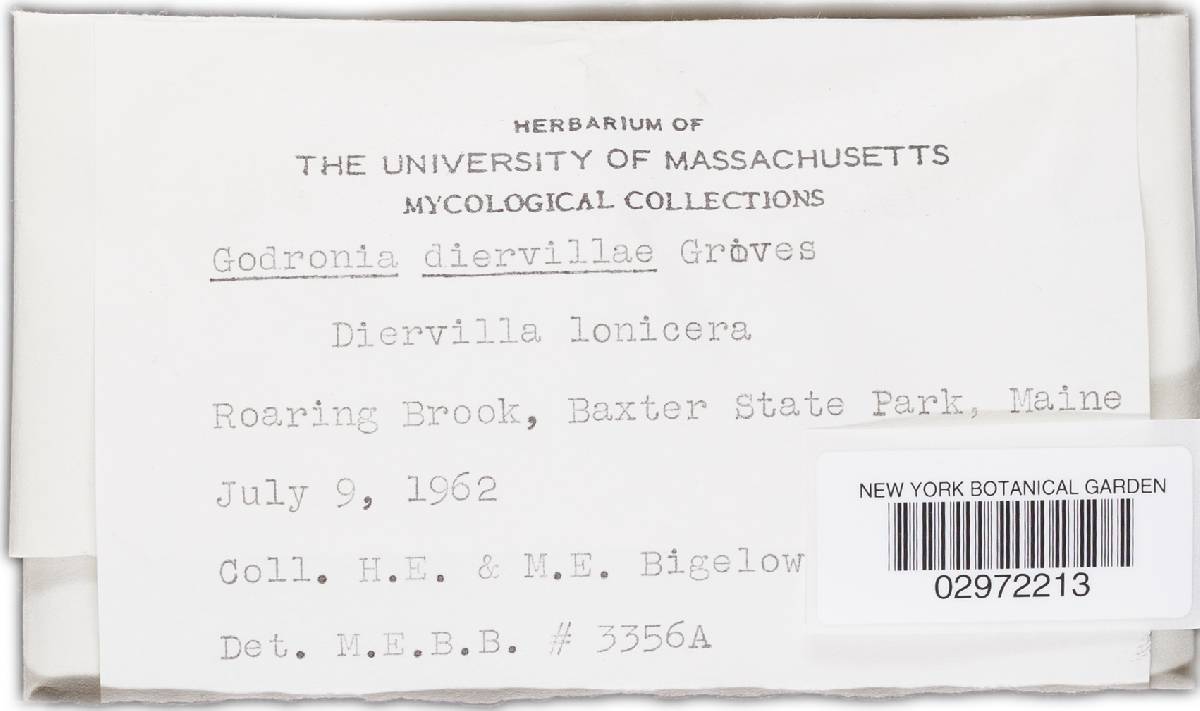 HERBARIUM OF
THE UNIVERSITY OF MASSACHUSETTS
MYCOLOGICAL COLLECTIONS
Godronia diervillae Groves
Diervilla lonicera
Roaring Brook, Baxter State Park, Maine
July 9, 1962
Coll. H.E. & M.E. Bigelow
Det. M.E.B.B. # 3356A
NEW YORK BOTANICAL GARDEN
02972213